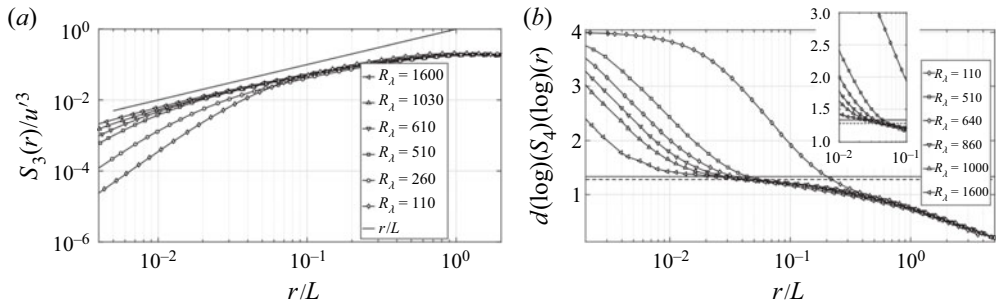 (a)
10^0
10^{-2}
10^{-4}
10^{-6}
S_3(r)/u'^3
R_λ = 1600
R_λ = 1030
R_λ = 610
R_λ = 510
R_λ = 260
R_λ = 110
r/L
10^{-2}
10^{-1}
10^0
r/L
(b)
4
3
2
1
d(log)(S_4)(log)(r)
3.0
2.5
2.0
1.5
1.0
10^{-2}
10^{-1}
R_λ = 110
R_λ = 510
R_λ = 640
R_λ = 860
R_λ = 1000
R_λ = 1600
10^{-2}
10^{-1}
10^0
r/L